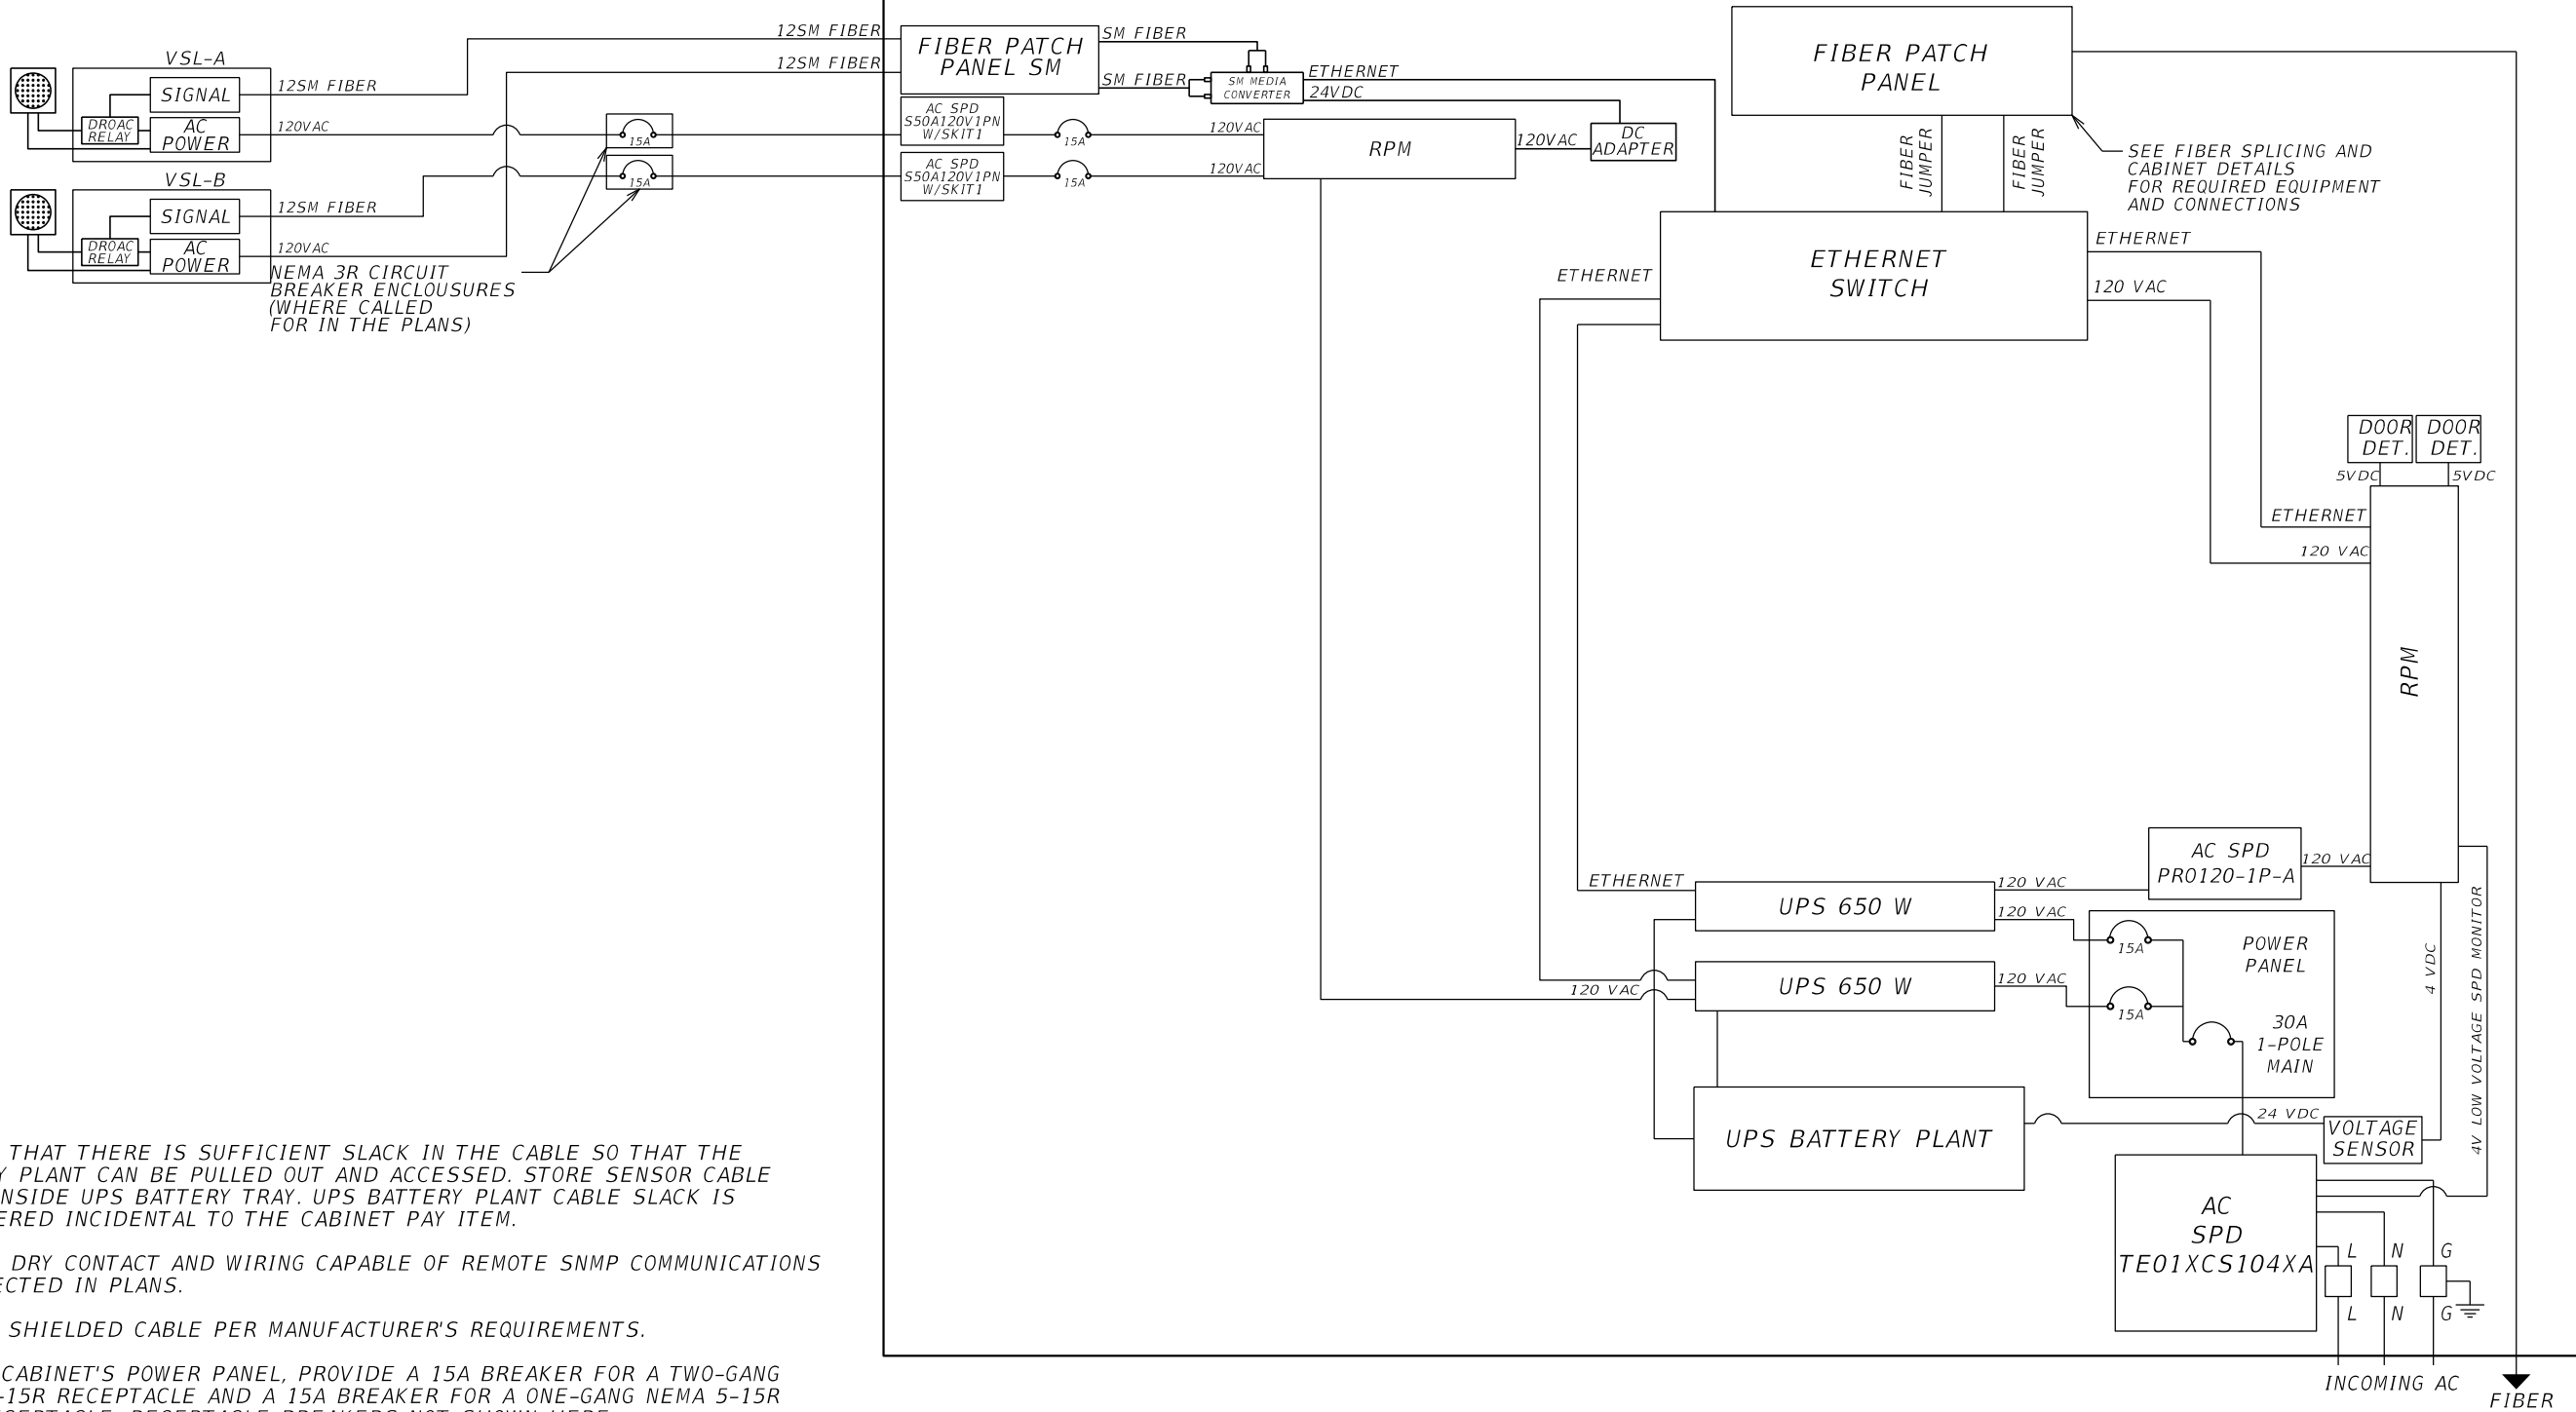 VSL-A
SIGNAL
DROAC
RELAY
AC
POWER
12SM FIBER
120VAC
VSL-B
SIGNAL
DROAC
RELAY
AC
POWER
12SM FIBER
120VAC
NEMA 3R CIRCUIT
BREAKER ENCLOUSURES
(WHERE CALLED
FOR IN THE PLANS)
15A
15A
12SM FIBER
12SM FIBER
FIBER PATCH
PANEL SM
SM FIBER
SM FIBER
SM MEDIA
CONVERTER
ETHERNET
24VDC
AC SPD
S50A120V1PN
W/SKIT1
15A
120VAC
AC SPD
S50A120V1PN
W/SKIT1
15A
120VAC
RPM
120VAC
DC
ADAPTER
FIBER PATCH
PANEL
FIBER
JUMPER
FIBER
JUMPER
SEE FIBER SPLICING AND
CABINET DETAILS
FOR REQUIRED EQUIPMENT
AND CONNECTIONS
ETHERNET
SWITCH
ETHERNET
ETHERNET
120 VAC
DOOR
DET.
DOOR
DET.
5VDC
5VDC
ETHERNET
120 VAC
RPM
AC SPD
PRO120-1P-A
120 VAC
ETHERNET
UPS 650 W
120 VAC
120 VAC
UPS 650 W
120 VAC
120 VAC
15A
15A
POWER
PANEL
30A
1-POLE
MAIN
4 VDC
4V LOW VOLTAGE SPD MONITOR
UPS BATTERY PLANT
24 VDC
VOLTAGE
SENSOR
AC
SPD
TE01XCS104XA
L
N
G
L
N
G
INCOMING AC
FIBER
THAT THERE IS SUFFICIENT SLACK IN THE CABLE SO THAT THE
Y PLANT CAN BE PULLED OUT AND ACCESSED. STORE SENSOR CABLE
NSIDE UPS BATTERY TRAY. UPS BATTERY PLANT CABLE SLACK IS
ERED INCIDENTAL TO THE CABINET PAY ITEM.
DRY CONTACT AND WIRING CAPABLE OF REMOTE SNMP COMMUNICATIONS
ECTED IN PLANS.
SHIELDED CABLE PER MANUFACTURER'S REQUIREMENTS.
CABINET'S POWER PANEL, PROVIDE A 15A BREAKER FOR A TWO-GANG
-15R RECEPTACLE AND A 15A BREAKER FOR A ONE-GANG NEMA 5-15R